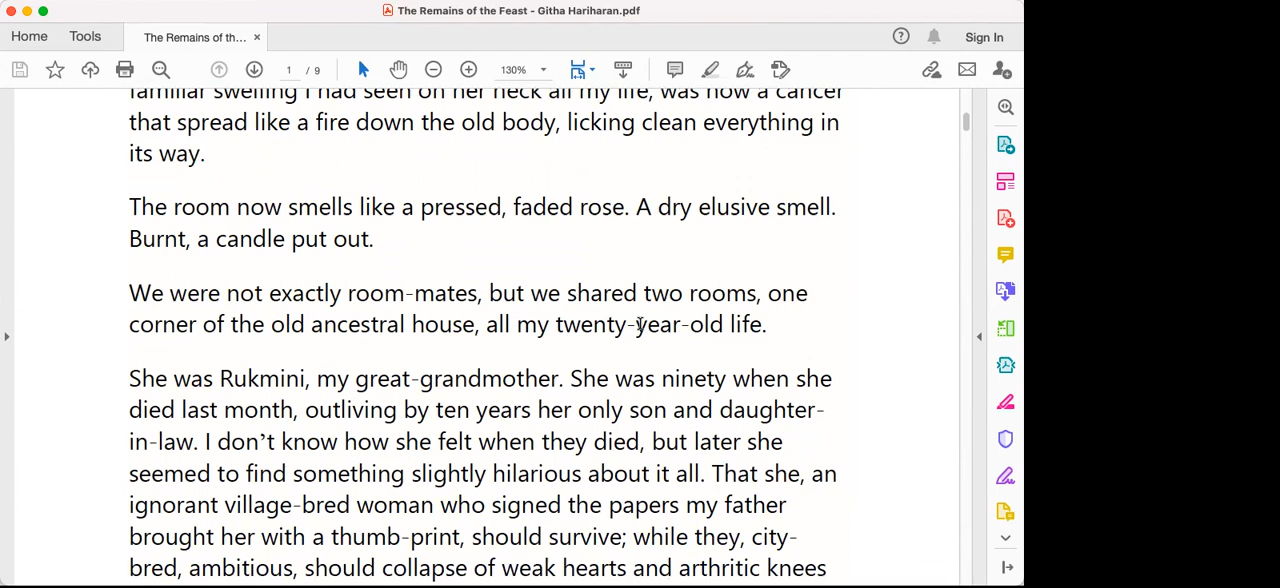 The Remains of the Feast - Githa Hariharan.pdf
Home Tools The Remains of th... × Sign In
1 / 9 130%
familiar swelling I had seen on her neck all my life, was now a cancer
that spread like a fire down the old body, licking clean everything in
its way.
The room now smells like a pressed, faded rose. A dry elusive smell.
Burnt, a candle put out.
We were not exactly room-mates, but we shared two rooms, one
corner of the old ancestral house, all my twenty-year-old life.
She was Rukmini, my great-grandmother. She was ninety when she
died last month, outliving by ten years her only son and daughter-
in-law. I don’t know how she felt when they died, but later she
seemed to find something slightly hilarious about it all. That she, an
ignorant village-bred woman who signed the papers my father
brought her with a thumb-print, should survive; while they, city-
bred, ambitious, should collapse of weak hearts and arthritic knees